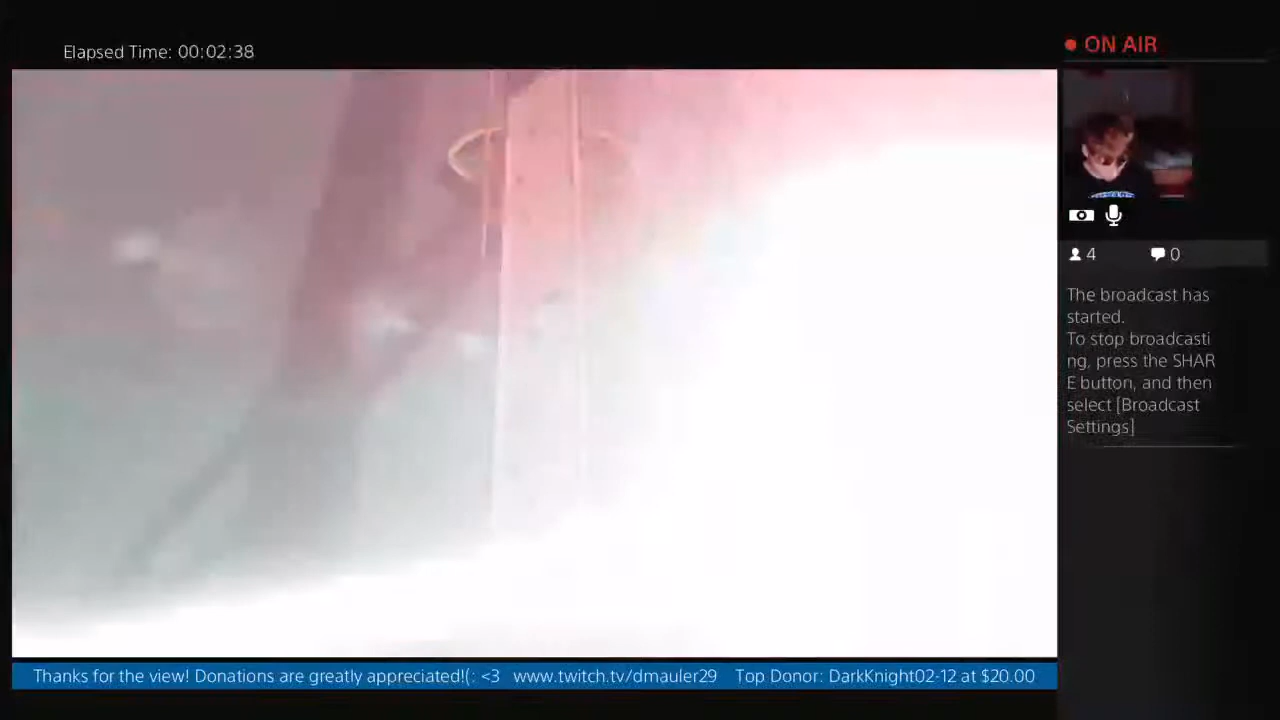 Elapsed Time: 00:02:38
ON AIR
4 0
The broadcast has
started.
To stop broadcasti
ng, press the SHAR
E button, and then
select [Broadcast
Settings]
Thanks for the view! Donations are greatly appreciated!(: <3 www.twitch.tv/dmauler29 Top Donor: DarkKnight02-12 at $20.00